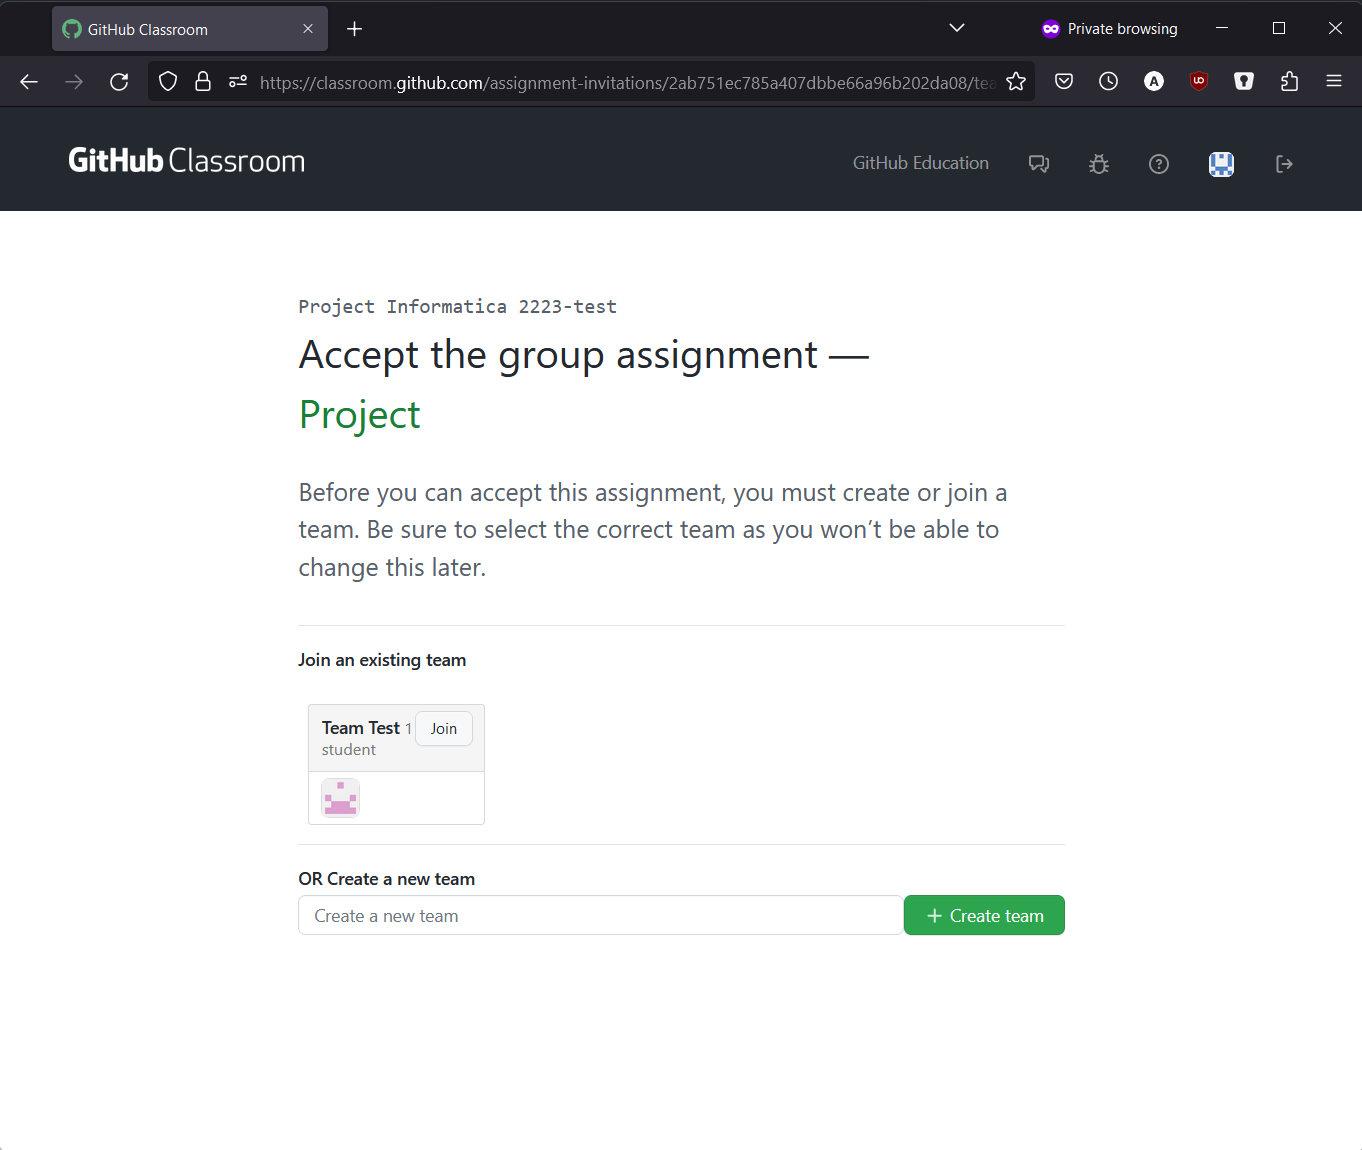 GitHub Classroom
Private browsing
https://classroom.github.com/assignment-invitations/2ab751ec785a407dbbe66a96b202da08/tea
GitHub Classroom
GitHub Education
Project Informatica 2223-test
Accept the group assignment —
Project
Before you can accept this assignment, you must create or join a
team. Be sure to select the correct team as you won’t be able to
change this later.
Join an existing team
Team Test 1 Join
student
OR Create a new team
Create a new team
Create team